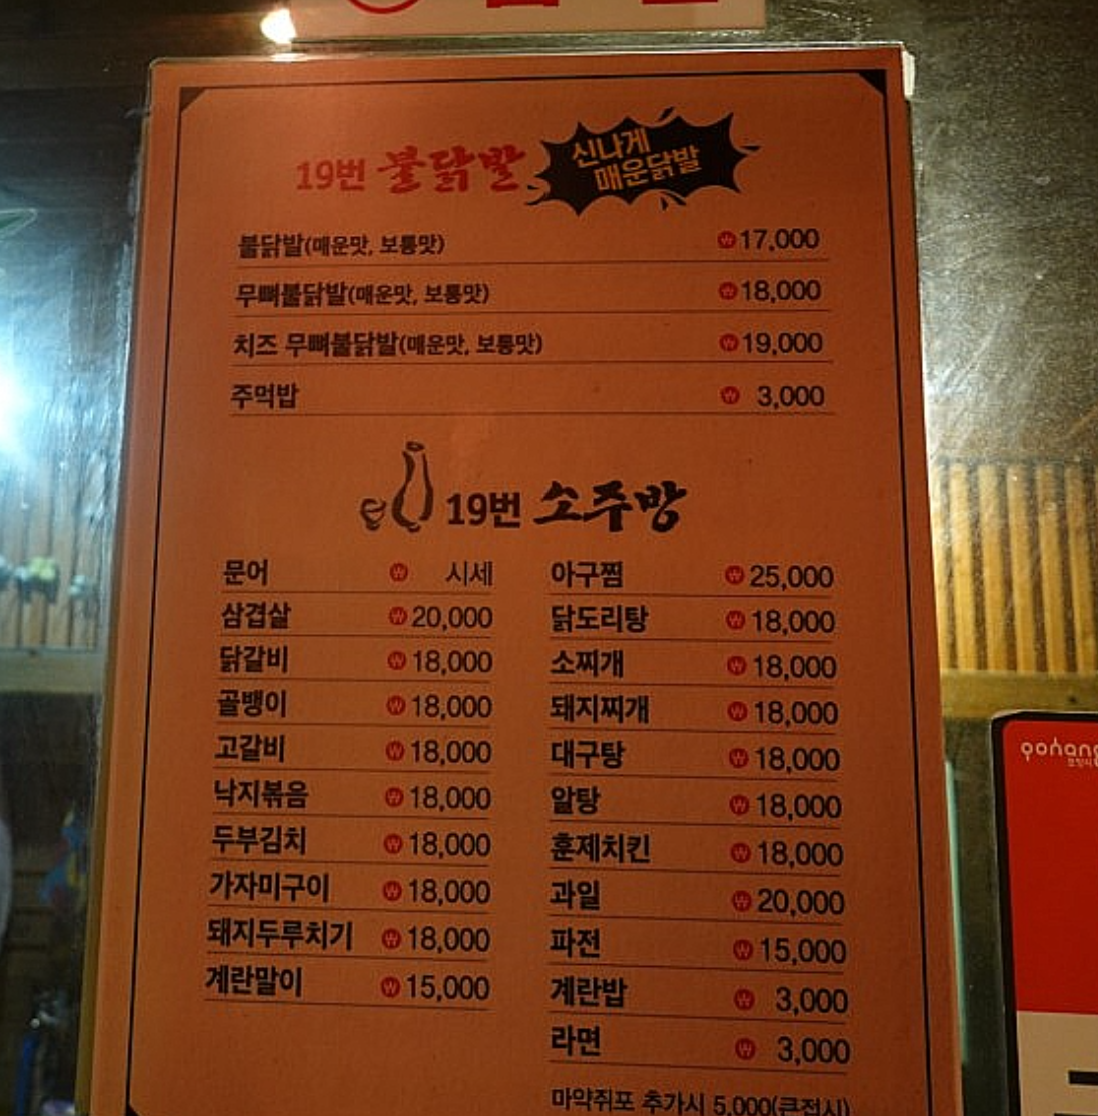 19번 불닭발
신나게
매운닭발
불닭발(매운맛, 보통맛) ₩17,000
무뼈불닭발(매운맛, 보통맛) ₩18,000
치즈 무뼈불닭발(매운맛, 보통맛) ₩19,000
주먹밥 ₩ 3,000
19번 소주방
문어 ₩ 시세
삼겹살 ₩20,000
닭갈비 ₩18,000
골뱅이 ₩18,000
고갈비 ₩18,000
낙지볶음 ₩18,000
두부김치 ₩18,000
가자미구이 ₩18,000
돼지두루치기 ₩18,000
계란말이 ₩15,000
아구찜 ₩25,000
닭도리탕 ₩18,000
소찌개 ₩18,000
돼지찌개 ₩18,000
대구탕 ₩18,000
알탕 ₩18,000
훈제치킨 ₩18,000
과일 ₩20,000
파전 ₩15,000
계란밥 ₩ 3,000
라면 ₩ 3,000
마약쥐포 추가시 5,000(큰접시)